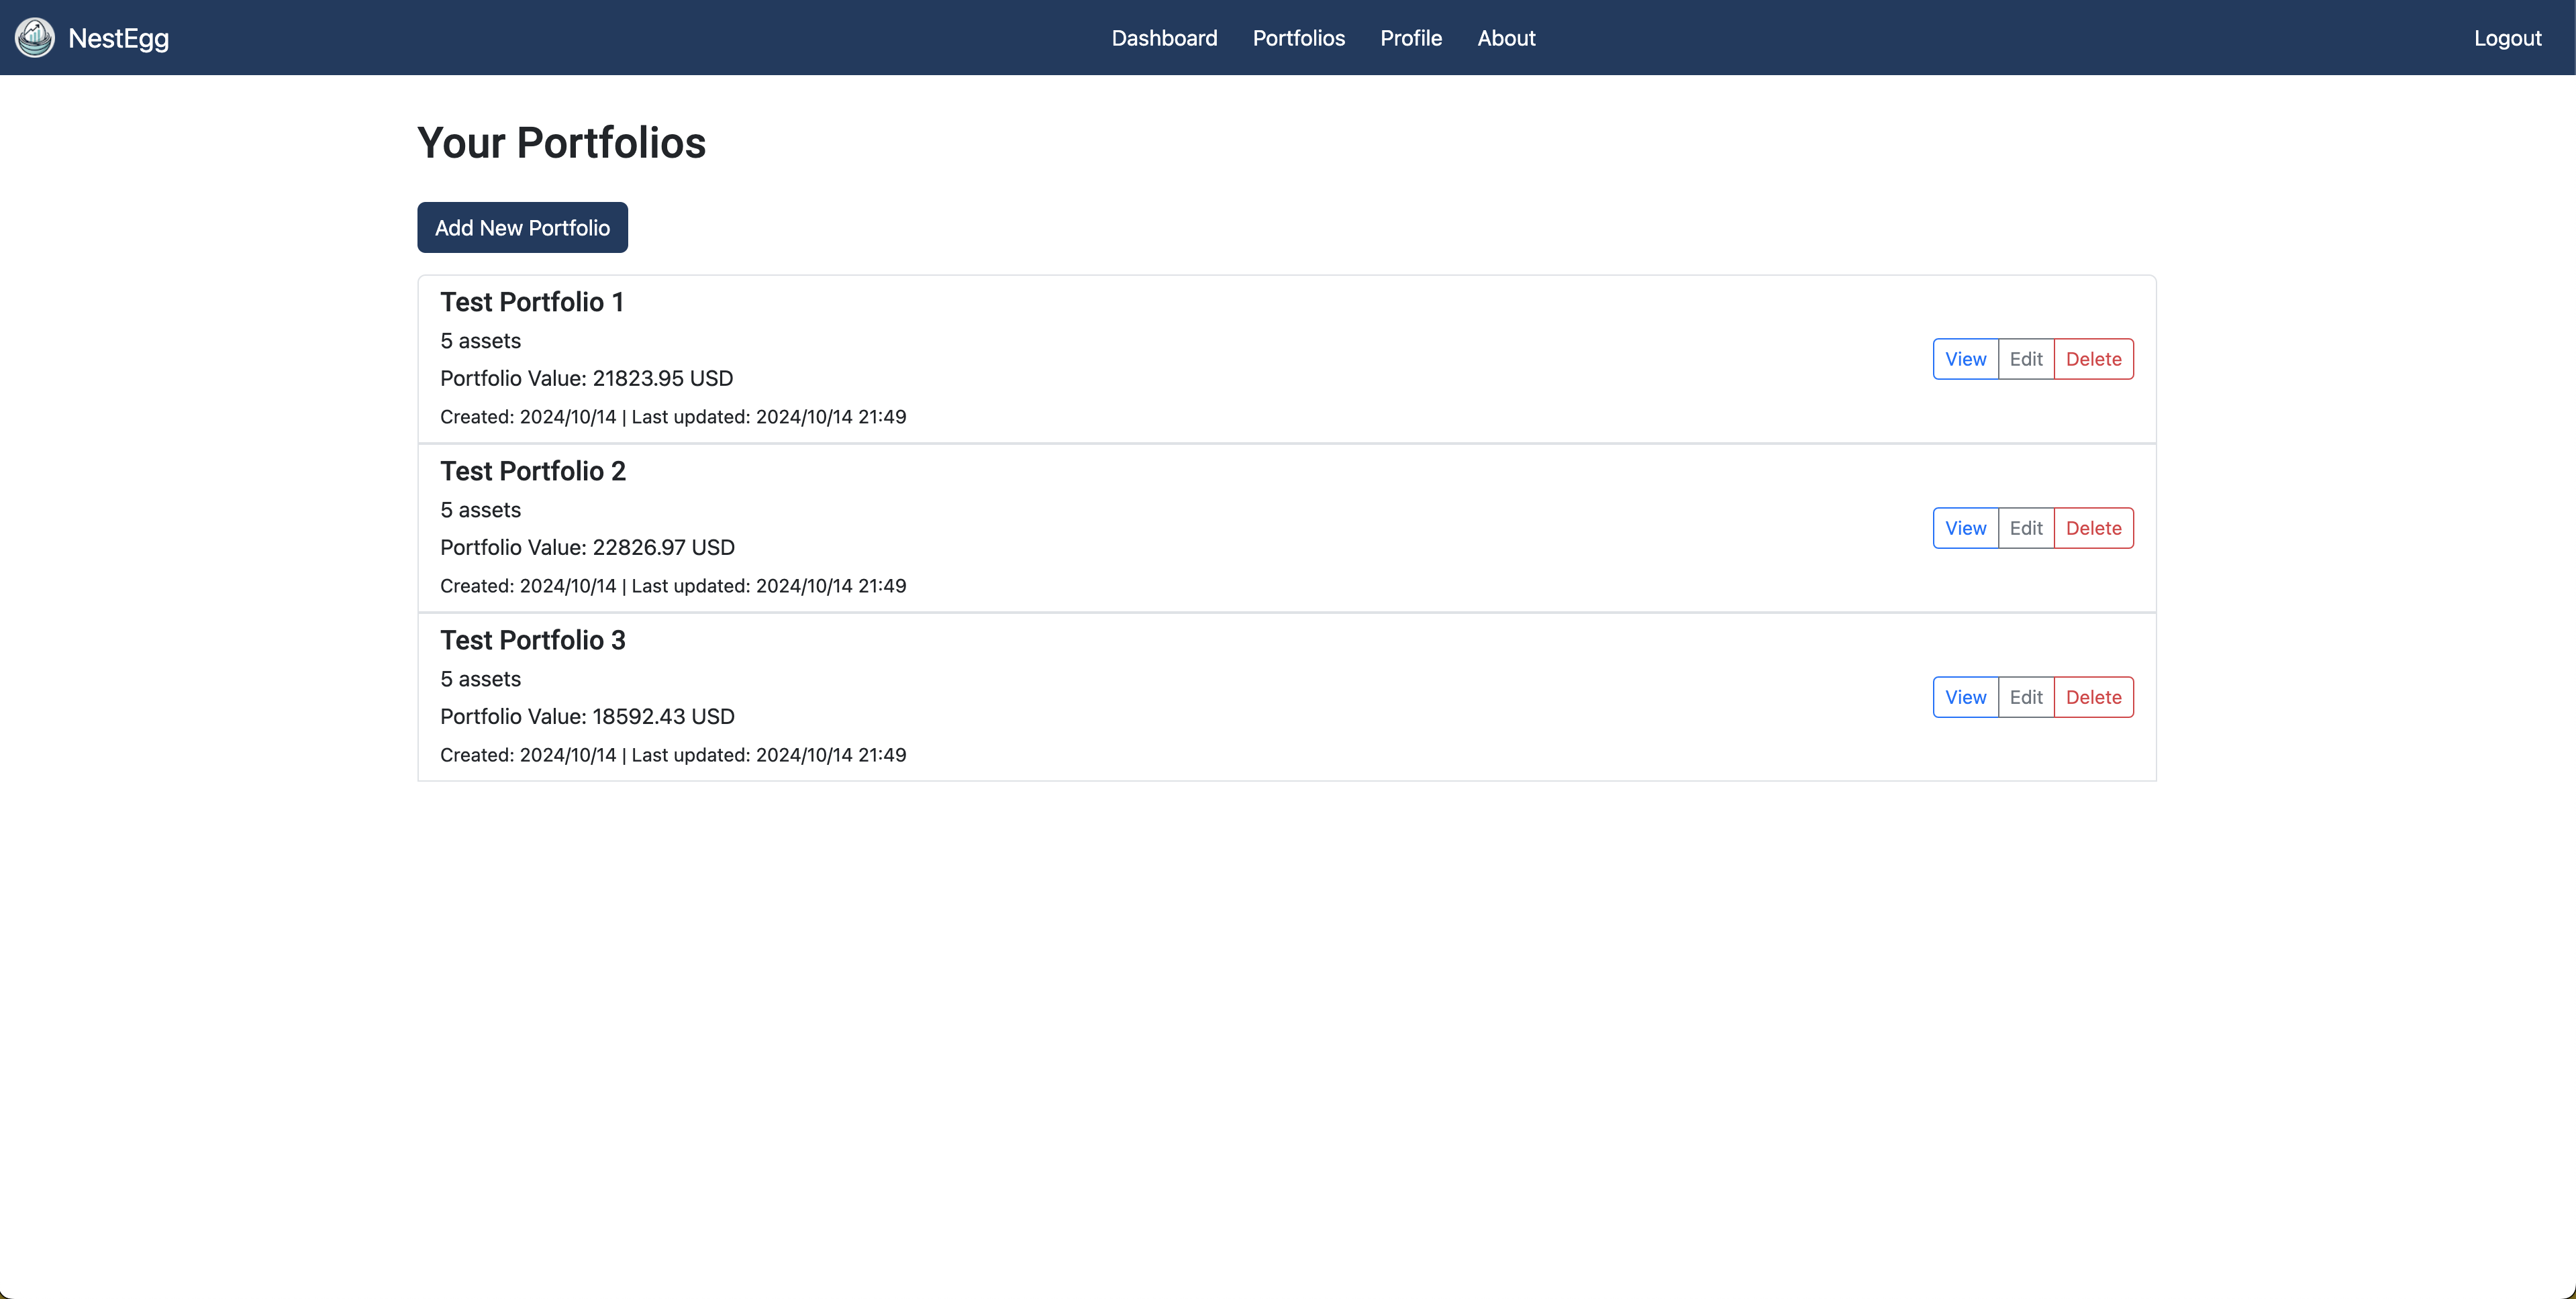 NestEgg Dashboard Portfolios Profile About Logout
Your Portfolios
Add New Portfolio
Test Portfolio 1
5 assets
Portfolio Value: 21823.95 USD
Created: 2024/10/14 | Last updated: 2024/10/14 21:49
View Edit Delete
Test Portfolio 2
5 assets
Portfolio Value: 22826.97 USD
Created: 2024/10/14 | Last updated: 2024/10/14 21:49
View Edit Delete
Test Portfolio 3
5 assets
Portfolio Value: 18592.43 USD
Created: 2024/10/14 | Last updated: 2024/10/14 21:49
View Edit Delete